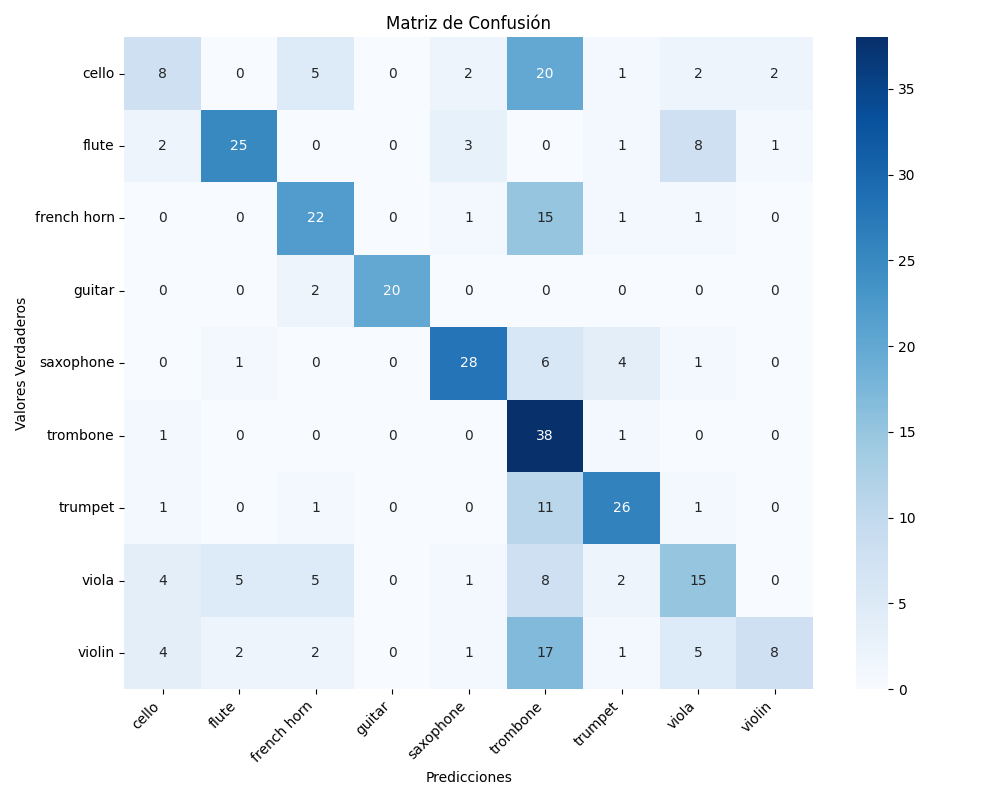 Matriz de Confusión
cello 8 0 5 0 2 20 1 2 2
flute 2 25 0 0 3 0 1 8 1
french horn 0 0 22 0 1 15 1 1 0
guitar 0 0 2 20 0 0 0 0 0
saxophone 0 1 0 0 28 6 4 1 0
trombone 1 0 0 0 0 38 1 0 0
trumpet 1 0 1 0 0 11 26 1 0
viola 4 5 5 0 1 8 2 15 0
violin 4 2 2 0 1 17 1 5 8
cello flute french horn guitar saxophone trombone trumpet viola violin
Predicciones
Valores Verdaderos
35
30
25
20
15
10
5
0